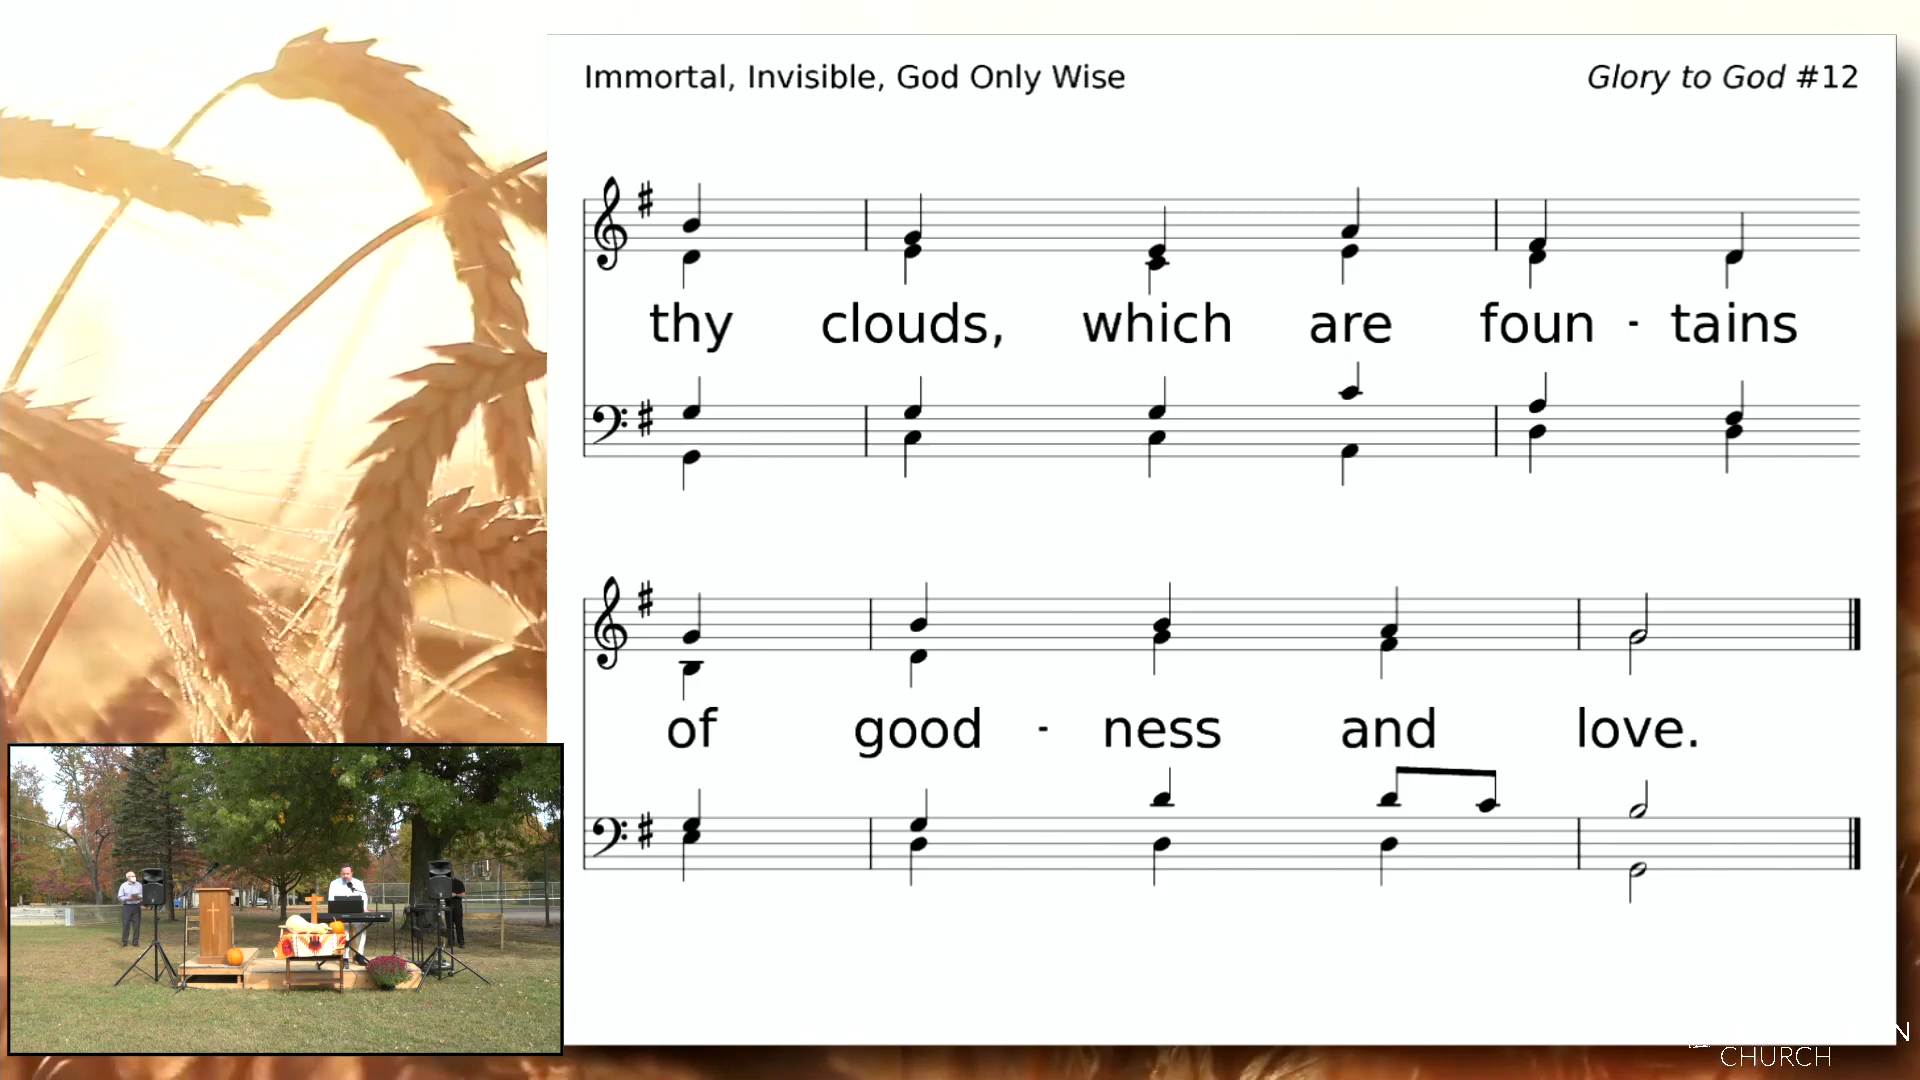 Immortal, Invisible, God Only Wise
Glory to God #12
thy clouds, which are foun - tains
of good - ness and love.
N
CHURCH